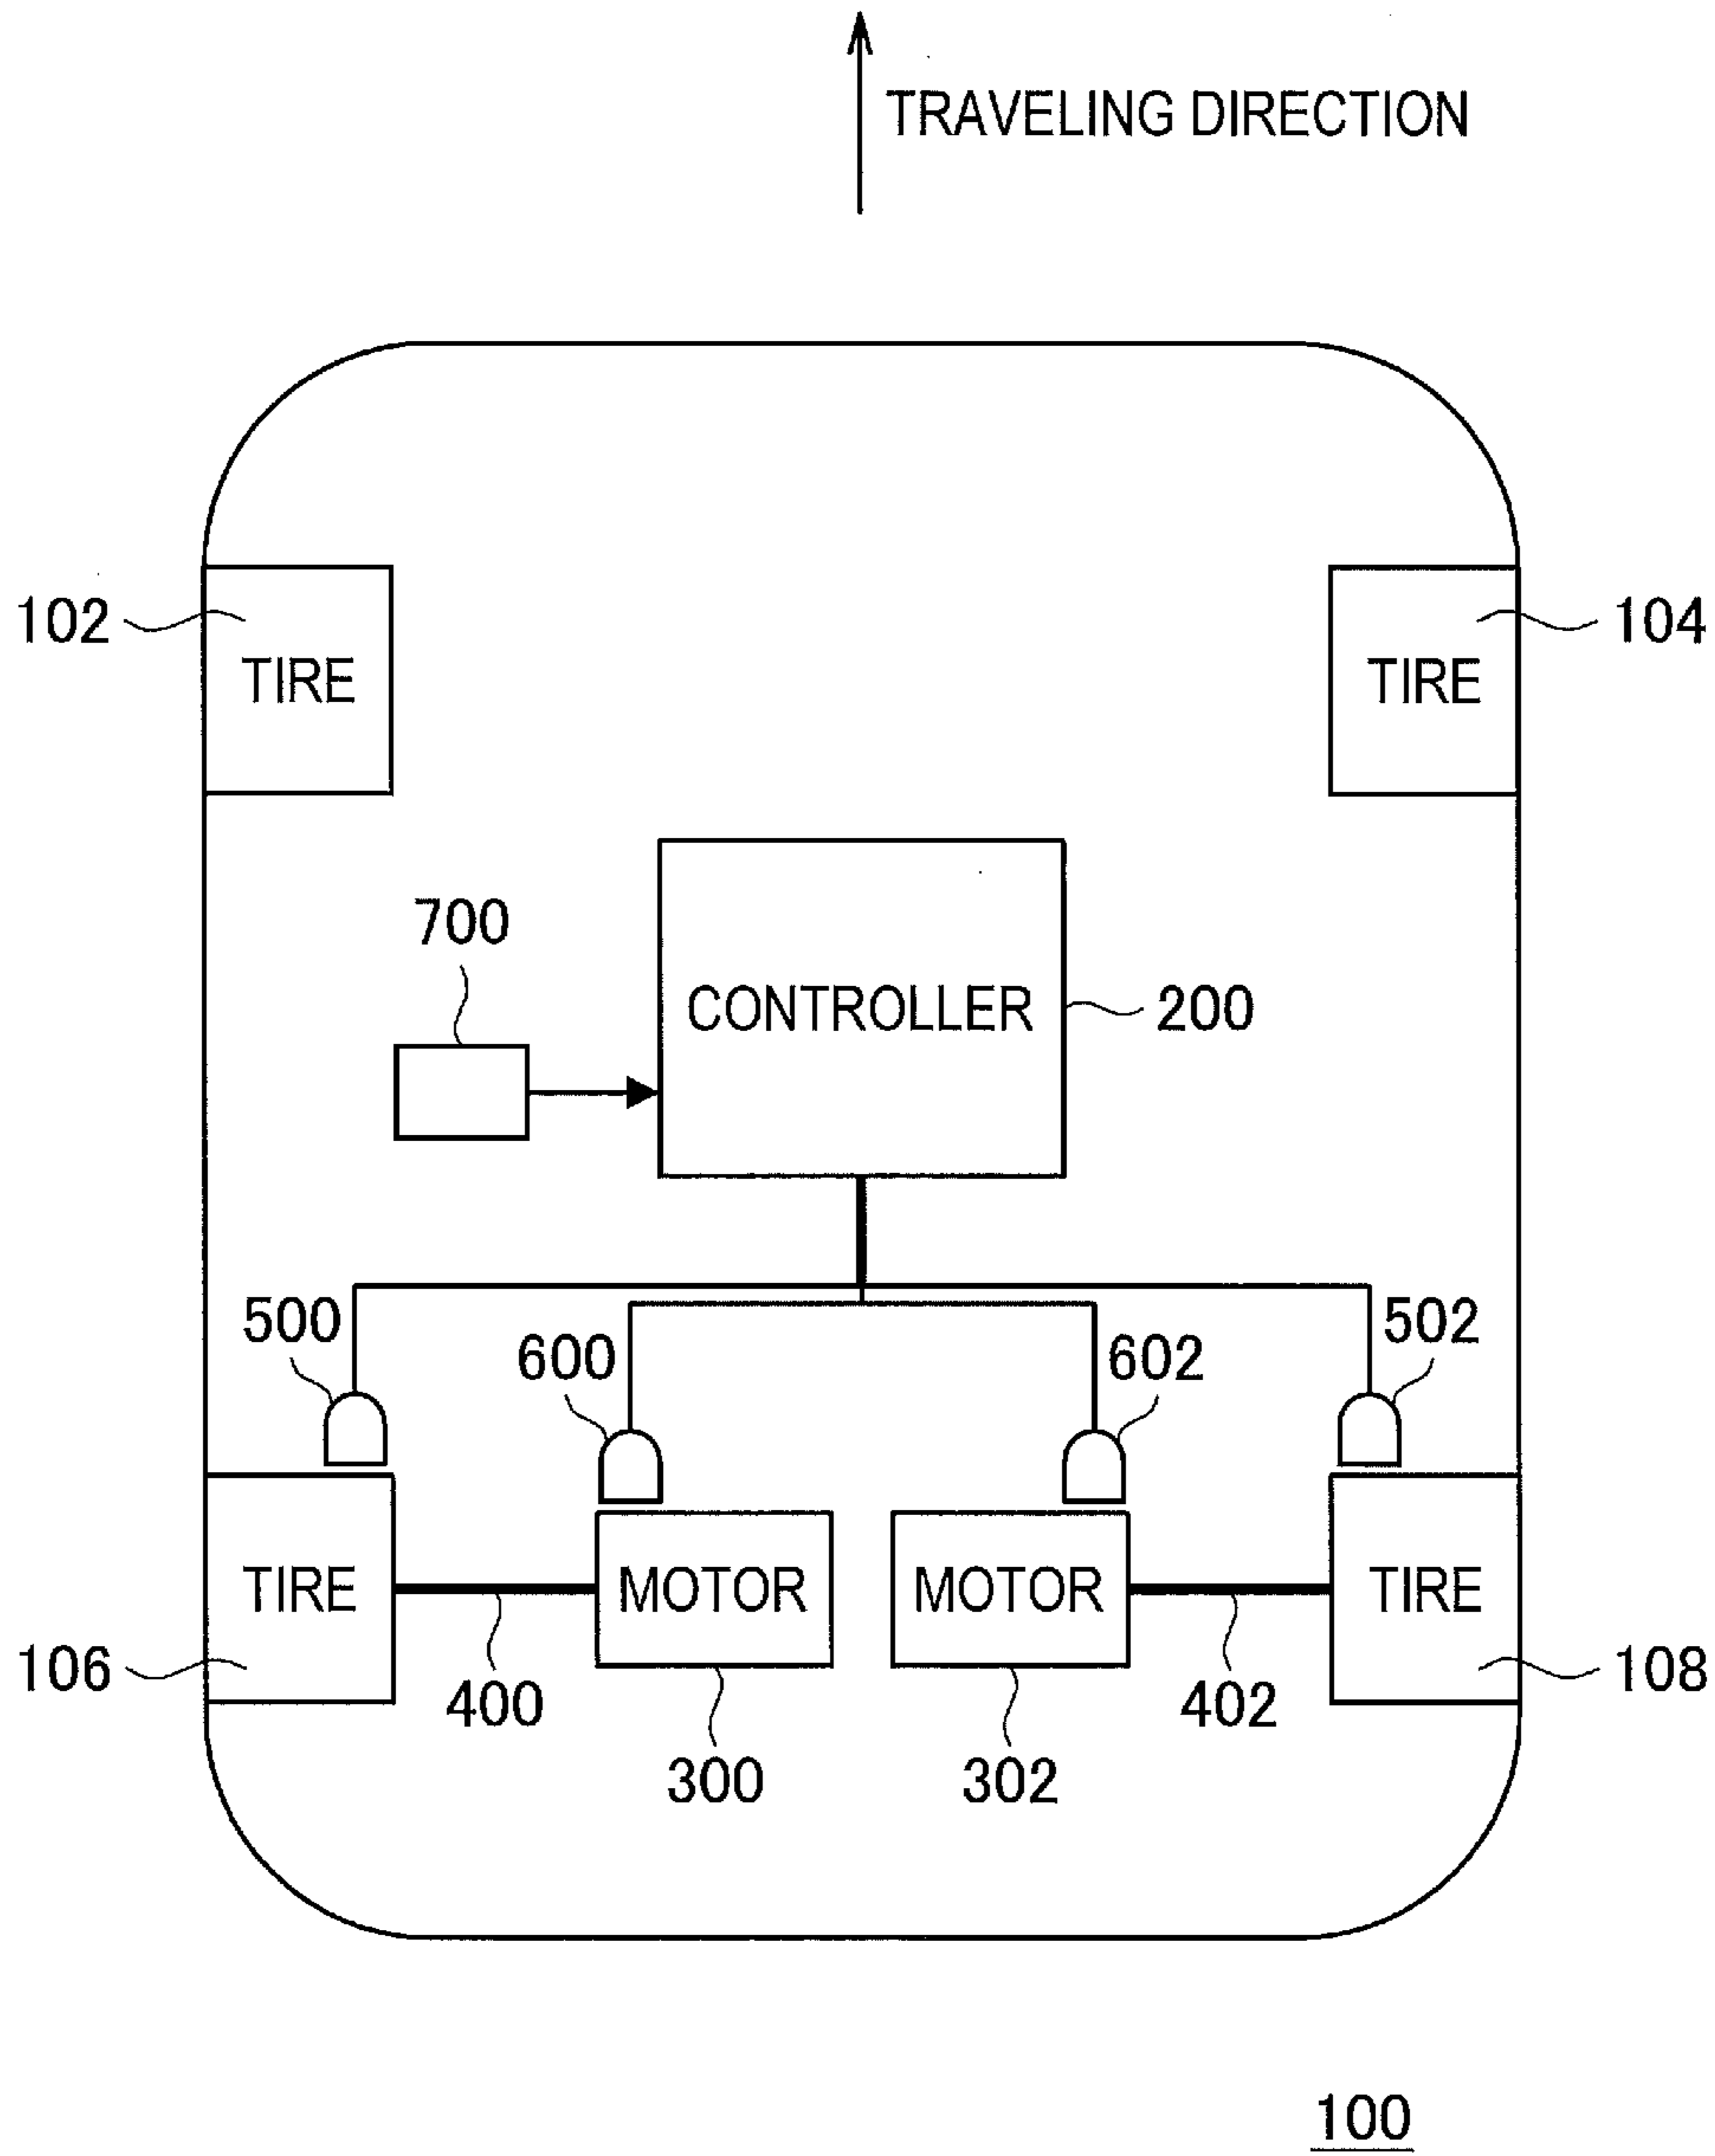 TRAVELING DIRECTION
102
TIRE
104
TIRE
700
CONTROLLER
200
500
600
602
502
TIRE
MOTOR
MOTOR
TIRE
106
400
402
108
300
302
100